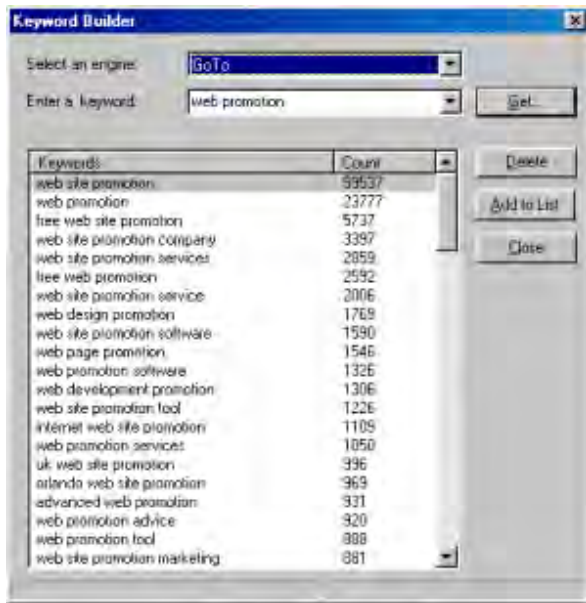 Keyword Builder
Select an engine: GoTo
Enter a keyword: web promotion Get...
Keywords Count
web site promotion 99537
web promotion 23777
free web site promotion 5737
web site promotion company 3397
web site promotion services 2859
free web promotion 2592
web site promotion service 2006
web design promotion 1769
web site promotion software 1590
web page promotion 1546
web promotion software 1326
web development promotion 1306
web site promotion tool 1226
internet web site promotion 1109
web promotion services 1050
uk web site promotion 996
orlando web site promotion 969
advanced web promotion 931
web promotion advice 920
web promotion tool 888
web site promotion marketing 881
Delete
Add to List
Close